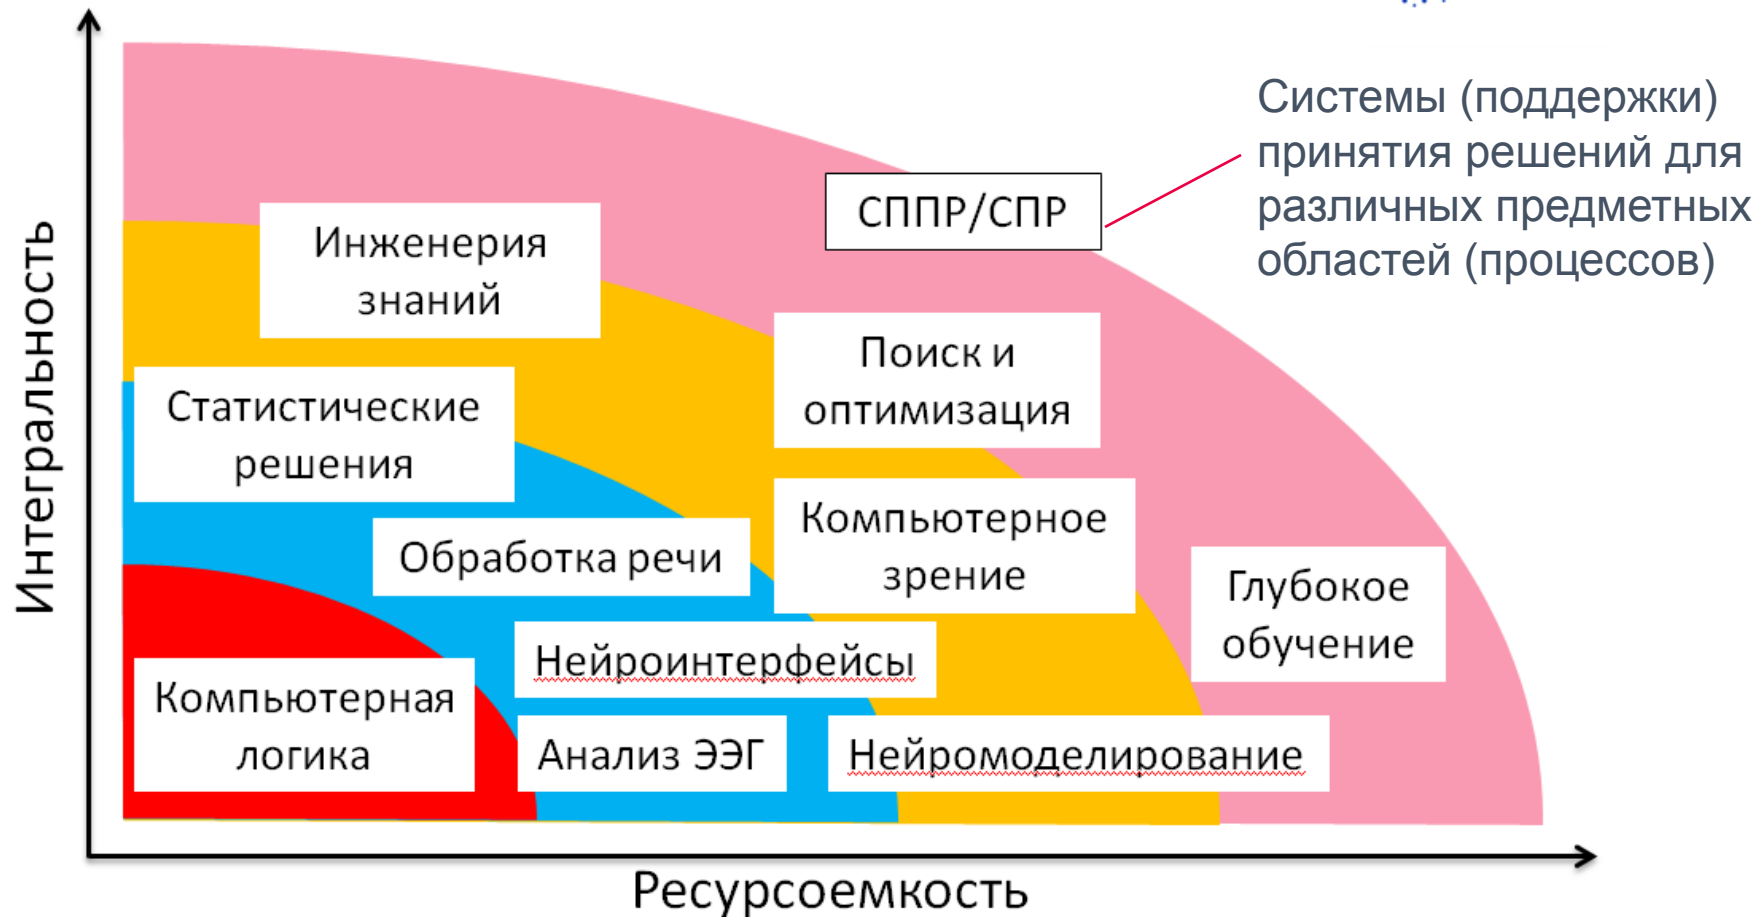 Системы (поддержки)
принятия решений для
различных предметных
областей (процессов)
СППР/СПР
Инженерия
знаний
Поиск и
оптимизация
Статистические
решения
Компьютерное
зрение
Обработка речи
Глубокое
обучение
Нейроинтерфейсы
Компьютерная
логика
Анализ ЭЭГ
Нейромоделирование
Интегральность
Ресурсоемкость